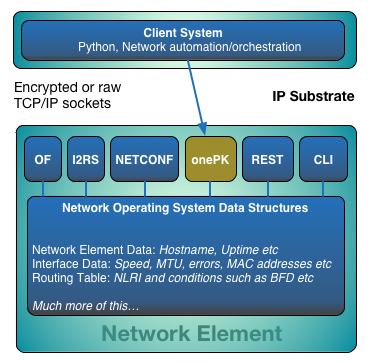 Client System
Python, Network automation/orchestration
Encrypted or raw
TCP/IP sockets
IP Substrate
OF I2RS NETCONF onePK REST CLI
Network Operating System Data Structures
Network Element Data: Hostname, Uptime etc
Interface Data: Speed, MTU, errors, MAC addresses etc
Routing Table: NLRI and conditions such as BFD etc
Much more of this…
Network Element